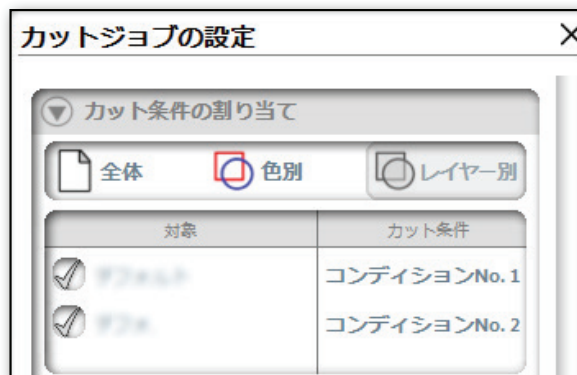 カットジョブの設定
カット条件の割り当て
全体 色別 レイヤー別
対象 カット条件
コンディションNo.1
コンディションNo.2